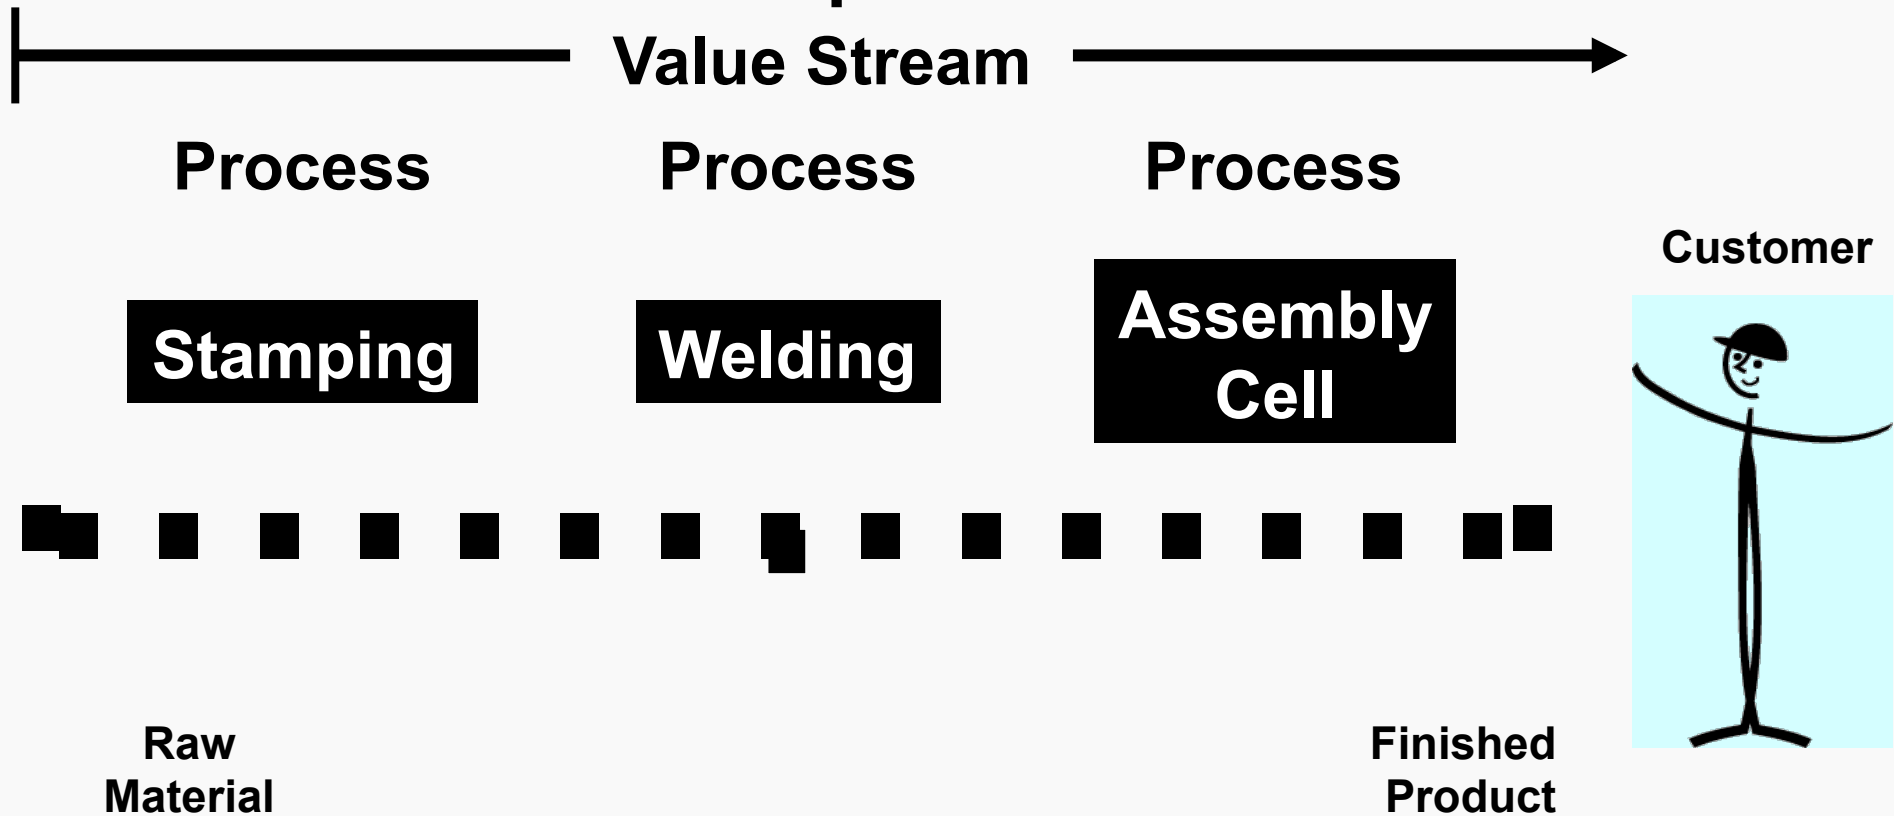 Value Stream
Process Process Process
Customer
Stamping Welding Assembly
Cell
Raw
Material
Finished
Product